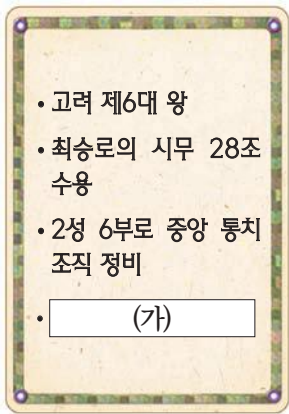 • 고려 제6대 왕
• 최승로의 시무 28조
수용
• 2성 6부로 중앙 통치
조직 정비
• (가)